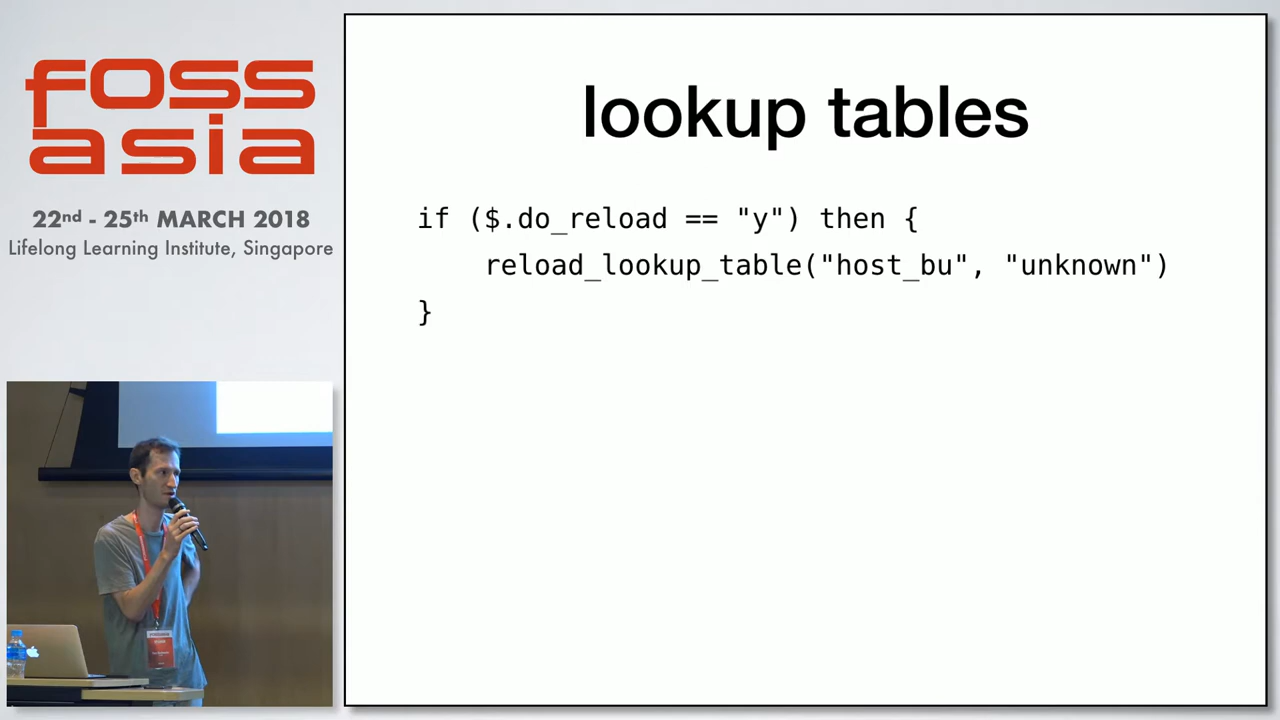 foss
asia
22nd - 25th MARCH 2018
Lifelong Learning Institute, Singapore
lookup tables
if ($.do_reload == "y") then {
    reload_lookup_table("host_bu", "unknown")
}